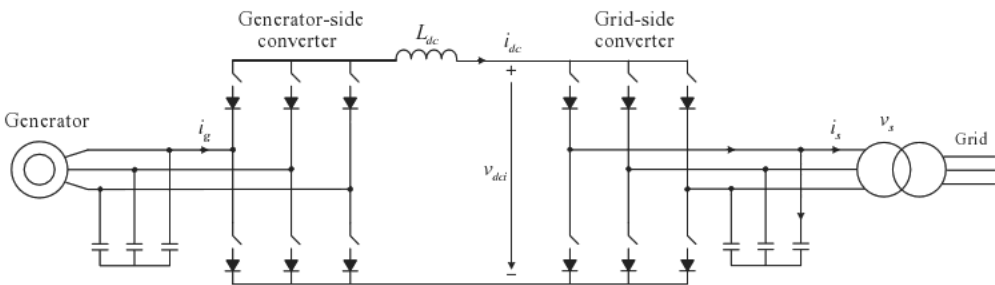 Generator-side
converter
L_dc
i_dc
Grid-side
converter
+
Generator
i_g
v_dci
i_s
v_s
Grid
−